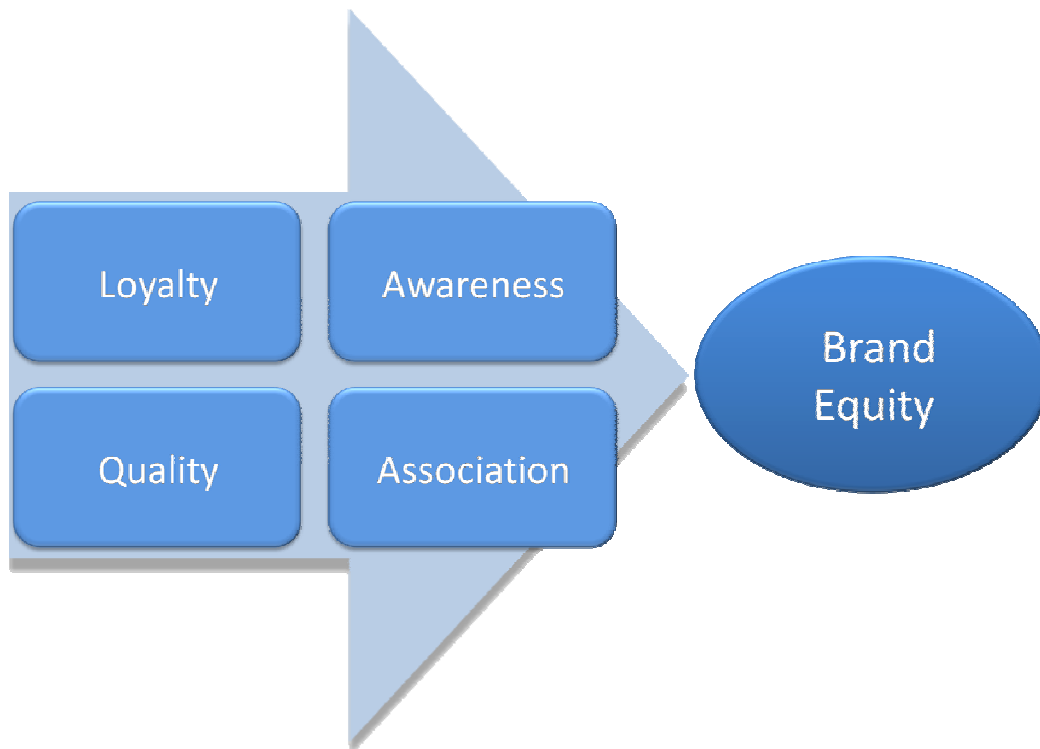 Loyalty
Awareness
Quality
Association
Brand
Equity